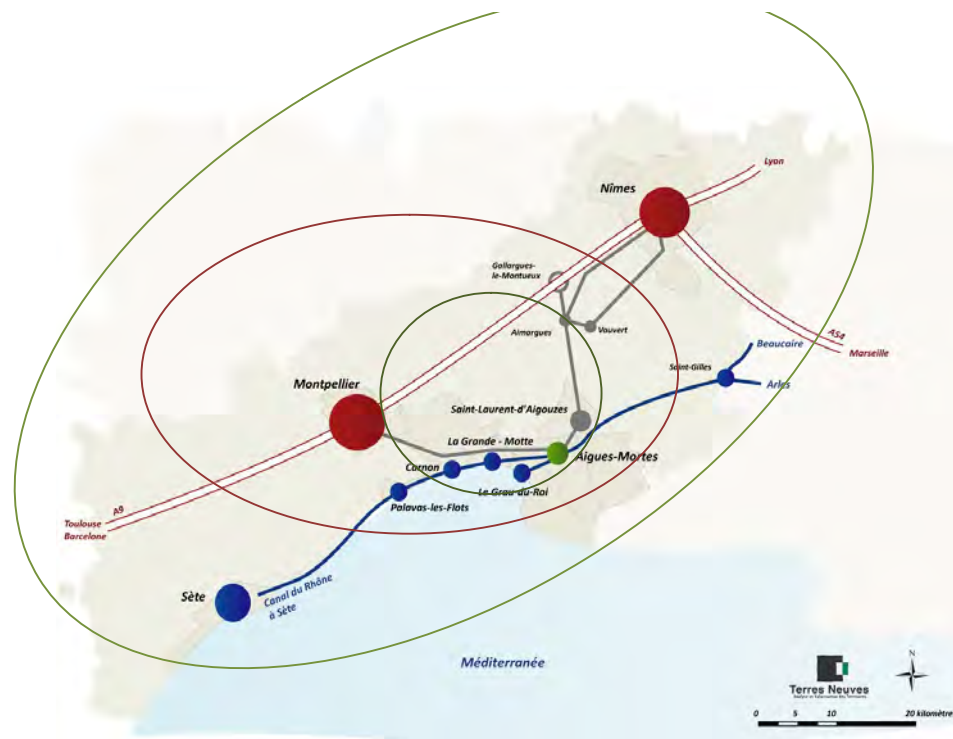 Lyon
Nîmes
Gallargues-
le-Montueux
Aimargues
Vauvert
A54
Marseille
Beaucaire
Saint-Gilles
Arles
Montpellier
Saint-Laurent-d'Aigouzes
La Grande - Motte
Aigues-Mortes
Carnon
Le Grau-du-Roi
Palavas-les-Flots
A9
Toulouse
Barcelone
Sète
Canal du Rhône
à Sète
Méditerranée
N
Terres Neuves
0 5 10 20 kilomètre